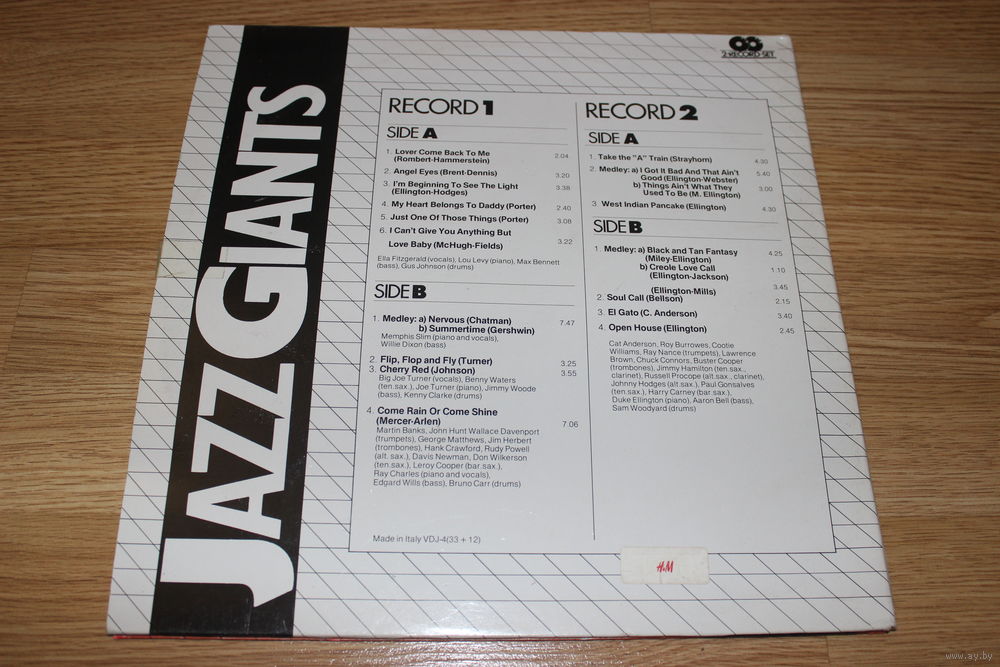 JAZZ GIANTS
2-RECORD SET
RECORD 1
SIDE A
1. Lover Come Back To Me
(Rombert-Hammerstein) 2.04
2. Angel Eyes (Brent-Dennis) 3.20
3. I'm Beginning To See The Light 3.38
(Ellington-Hodges)
4. My Heart Belongs To Daddy (Porter) 2.40
5. Just One Of Those Things (Porter) 3.08
6. I Can't Give You Anything But
Love Baby (McHugh-Fields) 3.22
Ella Fitzgerald (vocals), Lou Levy (piano), Max Bennett
(bass), Gus Johnson (drums)
SIDE B
1. Medley: a) Nervous (Chatman) 7.47
b) Summertime (Gershwin)
Memphis Slim (piano and vocals),
Willie Dixon (bass)
2. Flip, Flop and Fly (Turner) 3.25
3. Cherry Red (Johnson) 3.55
Big Joe Turner (vocals), Benny Waters
(ten.sax.), Joe Turner (piano), Jimmy Woode
(bass), Kenny Clarke (drums)
4. Come Rain Or Come Shine
(Mercer-Arlen) 7.06
Martin Banks, John Hunt Wallace Davenport
(trumpets), George Matthews, Jim Herbert
(trombones), Hank Crawford, Rudy Powell
(alt. sax.), Davis Newman, Don Wilkerson
(ten.sax.), Leroy Cooper (bar.sax.),
Ray Charles (piano and vocals),
Edgard Wills (bass), Bruno Carr (drums)
Made in Italy VDJ-4(33 + 12)
RECORD 2
SIDE A
1. Take the "A" Train (Strayhorn) 4.30
2. Medley: a) I Got It Bad And That Ain't 5.40
Good (Ellington-Webster)
b) Things Ain't What They 3.00
Used To Be (M. Ellington)
3. West Indian Pancake (Ellington) 4.30
SIDE B
1. Medley: a) Black and Tan Fantasy 4.25
(Miley-Ellington)
b) Creole Love Call 1.10
(Ellington-Jackson)
(Ellington-Mills) 3.45
2. Soul Call (Bellson) 2.15
3. El Gato (C. Anderson) 3.40
4. Open House (Ellington) 2.45
Cat Anderson, Roy Burrowes, Cootie
Williams, Ray Nance (trumpets), Lawrence
Brown, Chuck Connors, Buster Cooper
(trombones), Jimmy Hamilton (ten.sax.,
clarinet), Russell Procope (alt.sax., clarinet),
Johnny Hodges (alt.sax.), Paul Gonsalves
(ten.sax.), Harry Carney (bar.sax.),
Duke Ellington (piano), Aaron Bell (bass),
Sam Woodyard (drums)
H&M
www.ay.by